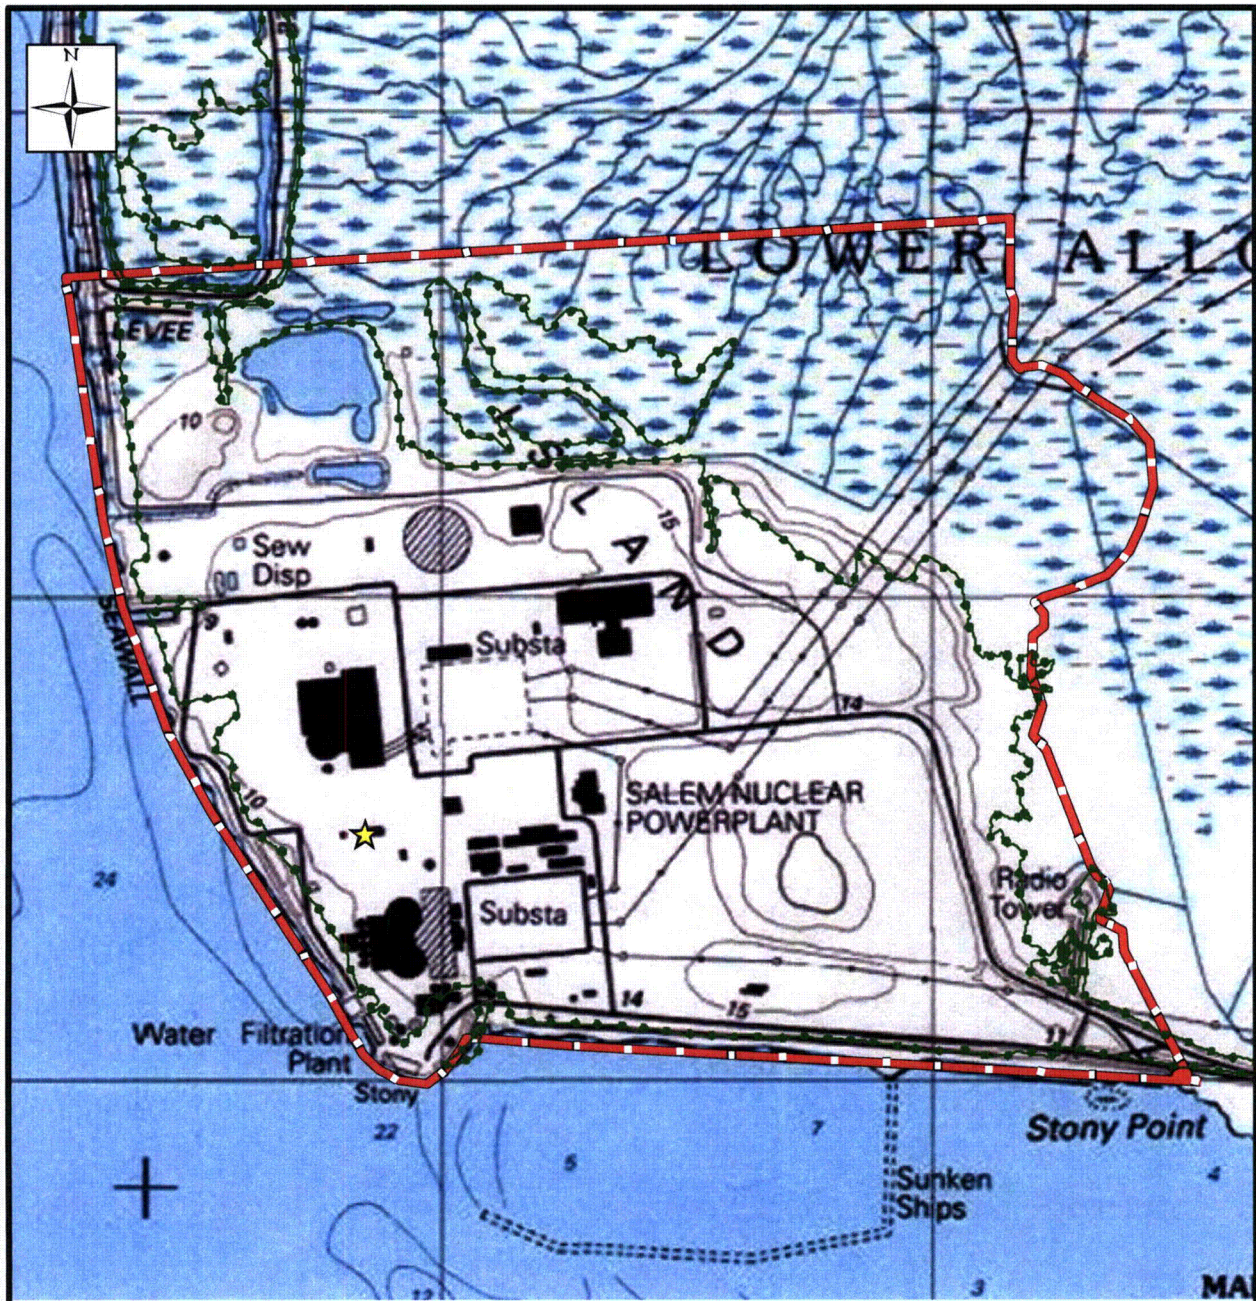 N
LOWER ALLO
LEVEE
10
I
S
L
A
N
D
15
Sew
Disp
9
SEAWALL
Substa
14
10
SALEM NUCLEAR
POWERPLANT
24
Radio
Tower
Substa
14
15
11
Water Filtration
Plant
Stony
22
7
Stony Point
5
Sunken
Ships
4
MA
12
3